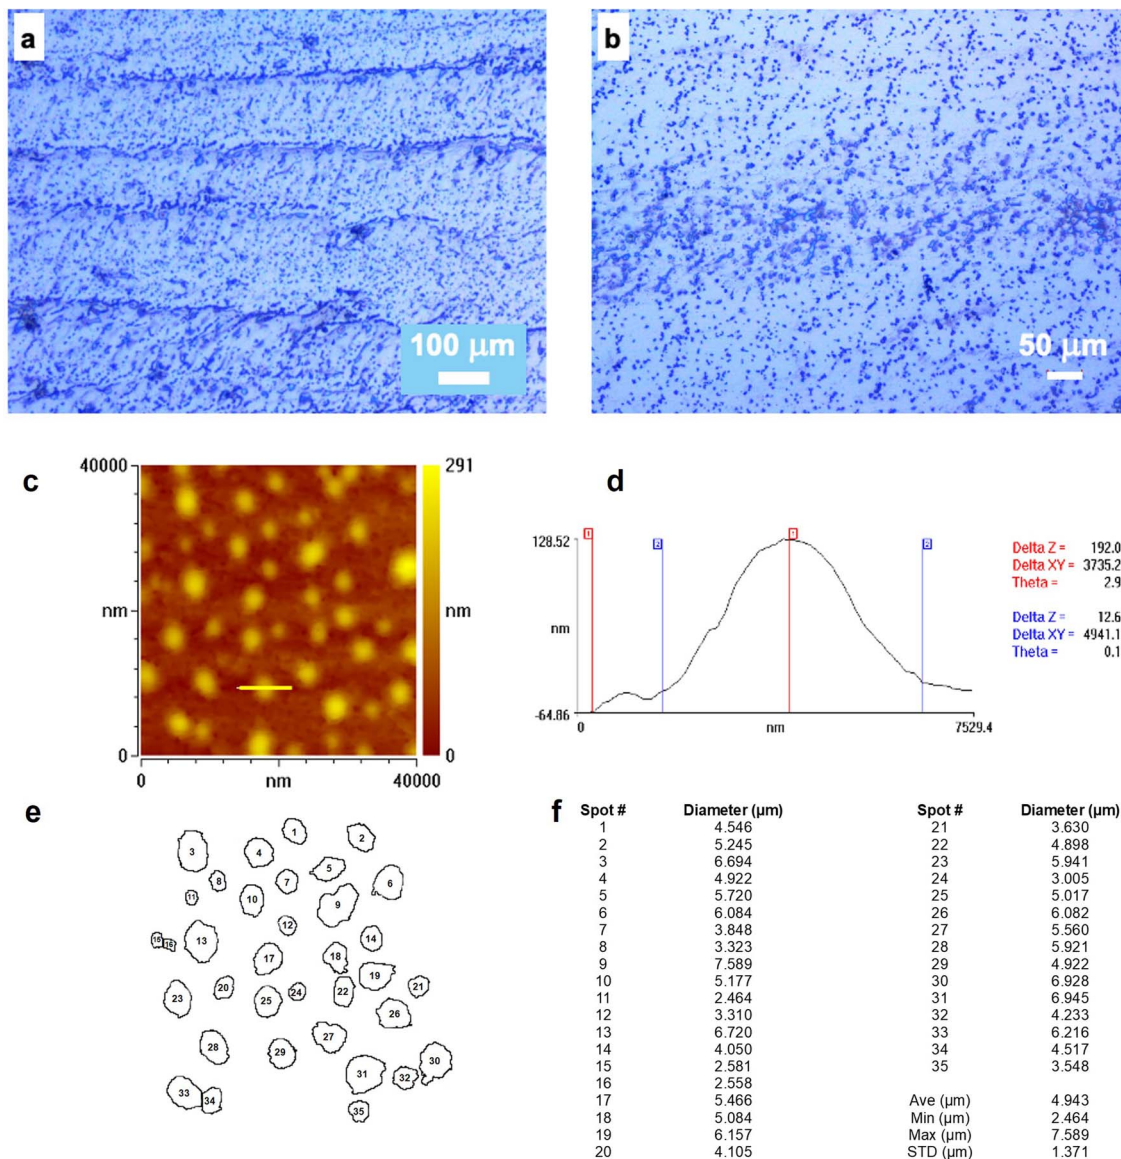 a
100 μm
b
50 μm
c
40000
nm
0
0
nm
40000
291
nm
0
d
128.52
nm
-64.86
0
nm
7529.4
1
2
1
2
Delta Z = 192.0
Delta XY = 3735.2
Theta = 2.9
Delta Z = 12.6
Delta XY = 4941.1
Theta = 0.1
e
1
2
3
4
5
6
7
8
9
10
11
12
13
14
15
16
17
18
19
20
21
22
23
24
25
26
27
28
29
30
31
32
33
34
35
f
Spot # Diameter (μm) Spot # Diameter (μm)
1 4.546 21 3.630
2 5.245 22 4.898
3 6.694 23 5.941
4 4.922 24 3.005
5 5.720 25 5.017
6 6.084 26 6.082
7 3.848 27 5.560
8 3.323 28 5.921
9 7.589 29 4.922
10 5.177 30 6.928
11 2.464 31 6.945
12 3.310 32 4.233
13 6.720 33 6.216
14 4.050 34 4.517
15 2.581 35 3.548
16 2.558
17 5.466 Ave (μm) 4.943
18 5.084 Min (μm) 2.464
19 6.157 Max (μm) 7.589
20 4.105 STD (μm) 1.371